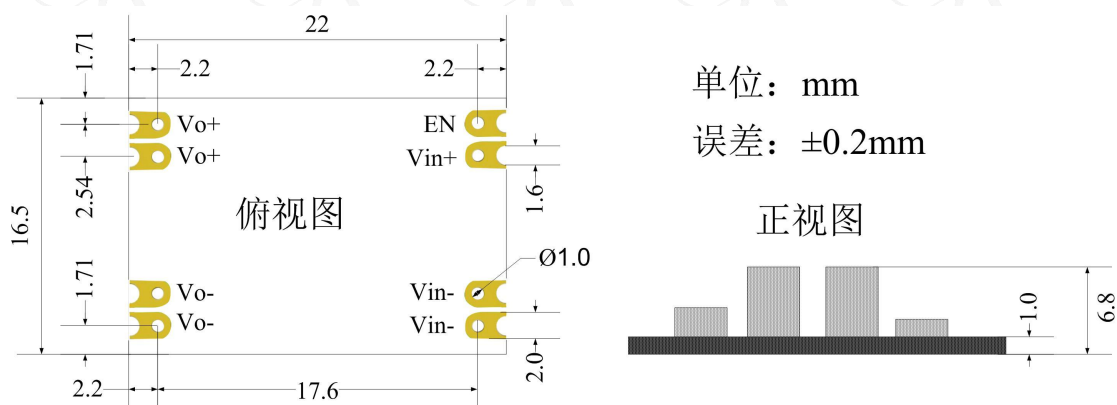 22
1.71
2.2
2.2
单位：mm
误差：±0.2mm
Vo+
EN
Vo+
Vin+
2.54
1.6
16.5
俯视图
正视图
Ø1.0
1.71
Vo-
Vin-
Vo-
Vin-
1.0
6.8
2.0
2.2
17.6